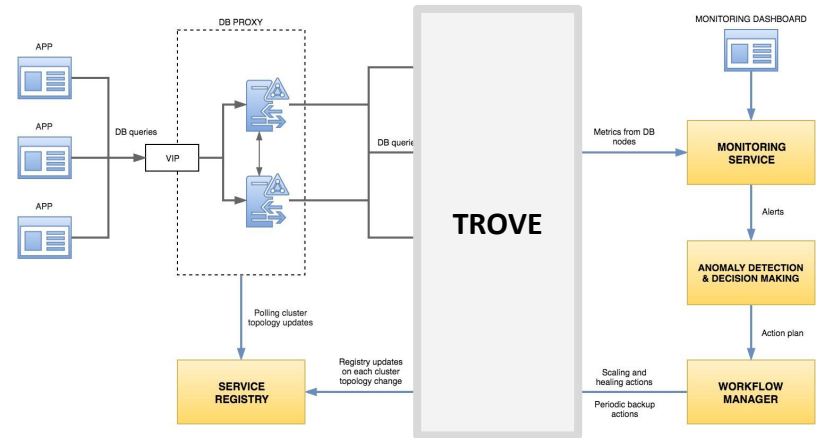 DB PROXY
MONITORING DASHBOARD
APP
APP
APP
DB queries
VIP
DB querie
TROVE
Metrics from DB
nodes
MONITORING
SERVICE
Alerts
ANOMALY DETECTION
& DECISION MAKING
Action plan
Polling cluster
topology updates
Registry updates
on each cluster
topology change
SERVICE
REGISTRY
Scaling and
healing actions
Periodic backup
actions
WORKFLOW
MANAGER